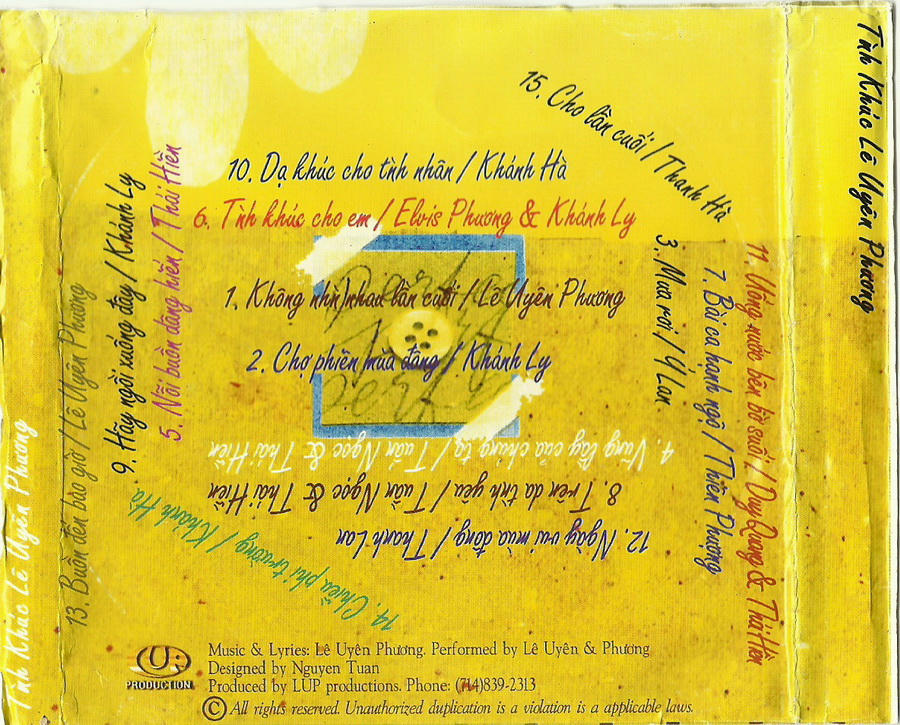 Tình Khúc Lê Uyên Phương
15. Cho lần cuối / Thanh Hà
10. Dạ khúc cho tình nhân / Khánh Hà
6. Tình khúc cho em / Elvis Phương & Khánh Ly
1. Không nhìn nhau lần cuối / Lê Uyên Phương
2. Chợ phiên mùa đông / Khánh Ly
3. Mưa rơi / Ý Lan
7. Bài ca hạnh ngộ / Thiên Phượng
11. Uống nước bên bờ suối / Duy Quang & Thái Hiền
5. Nỗi buồn dâng hiến / Thái Hiền
9. Hãy ngồi xuống đây / Khánh Ly
13. Buồn đến bao giờ / Lê Uyên Phương
4. Vũng lầy của chúng ta / Tuấn Ngọc & Thái Hiền
8. Trên da tình yêu / Tuấn Ngọc & Thái Hiền
12. Ngày vui mùa đông / Thanh Lan
14. Chiều phi trường / Khánh Hà
Tình Khúc Lê Uyên Phương
UP
PRODUCTION
Music & Lyrics: Lê Uyên Phương. Performed by Lê Uyên & Phương
Designed by Nguyen Tuan
Produced by LUP productions. Phone: (714)839-2313
© All rights reserved. Unauthorized duplication is a violation is a applicable laws.